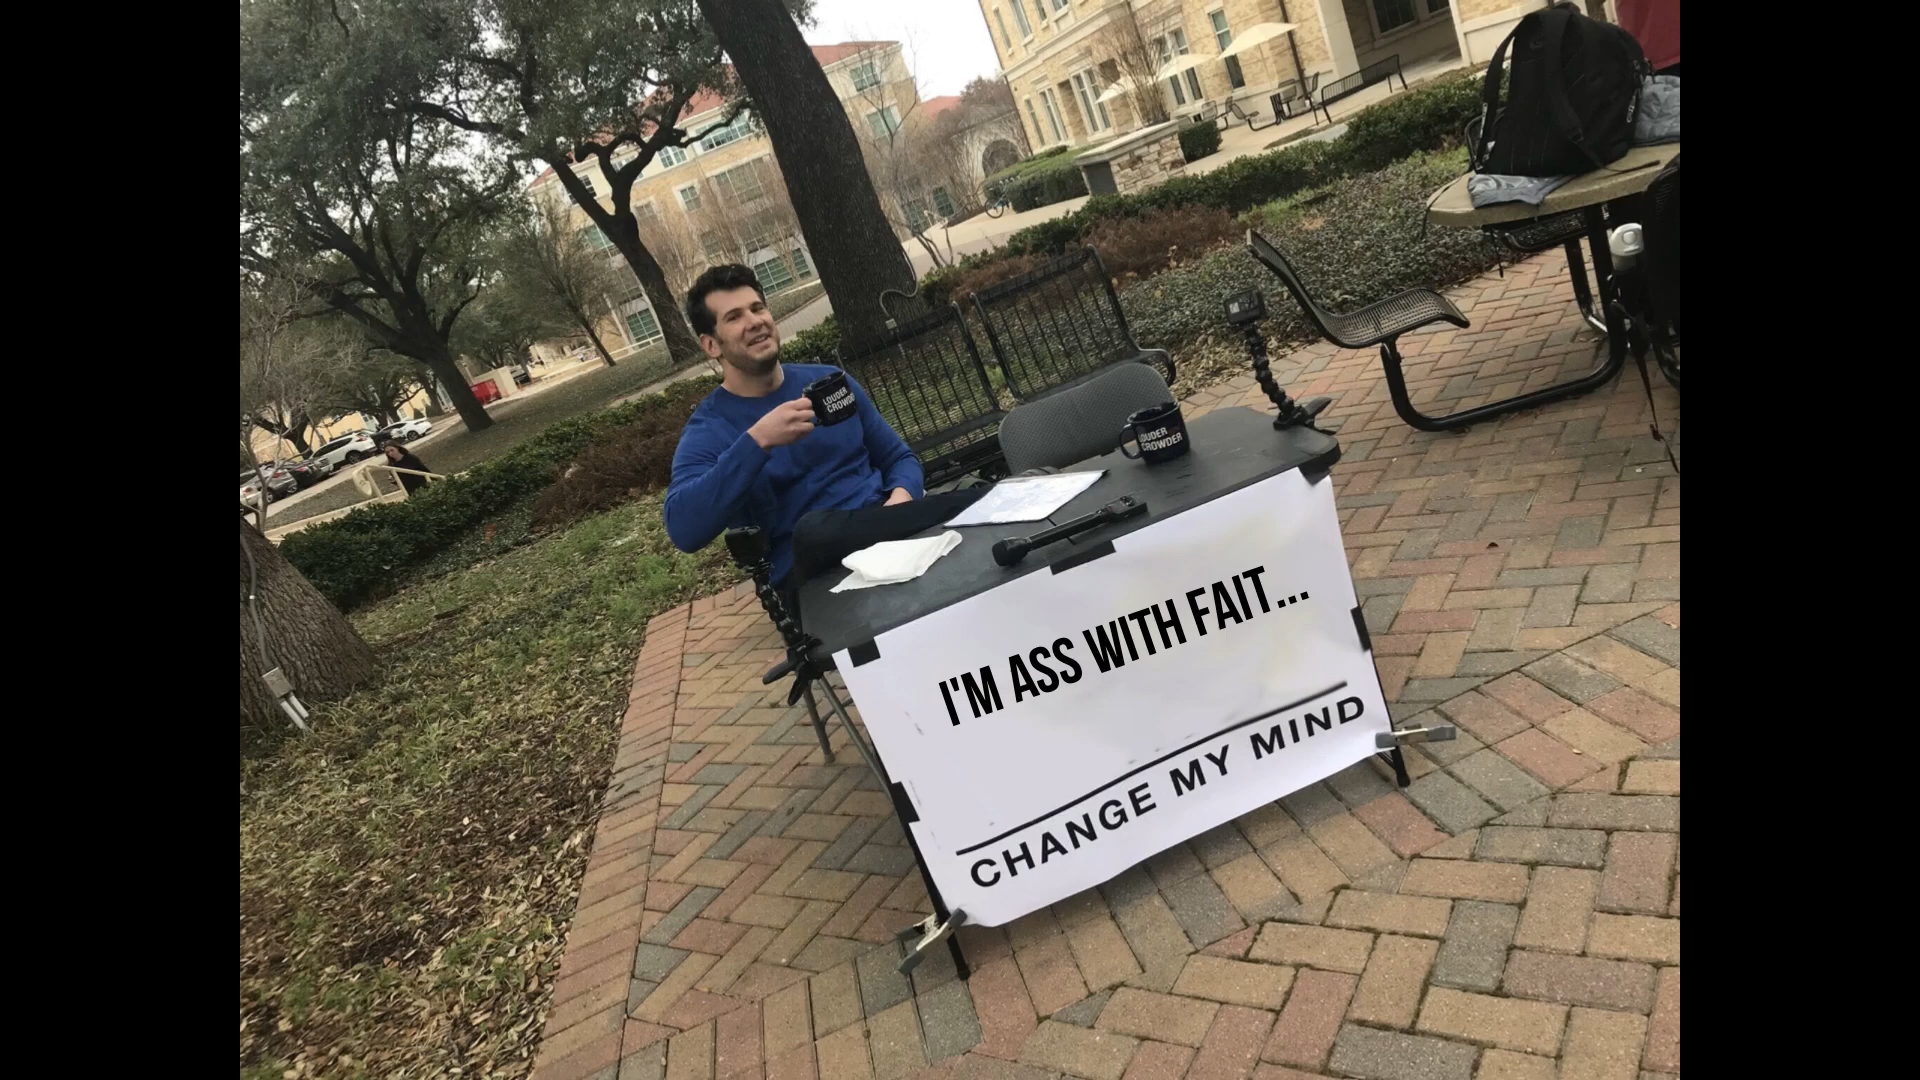 LOUDER
CROWDER
LOUDER
CROWDER
I'M ASS WITH FAIT...
CHANGE MY MIND